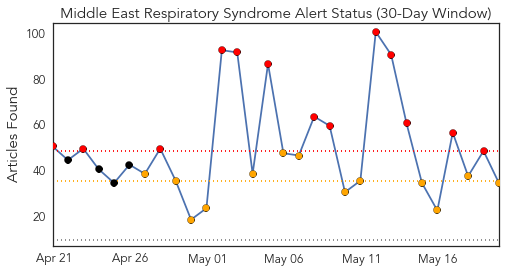 Middle East Respiratory Syndrome Alert Status (30-Day Window)
Articles Found
100
80
60
40
20
Apr 21 Apr 26 May 01 May 06 May 11 May 16